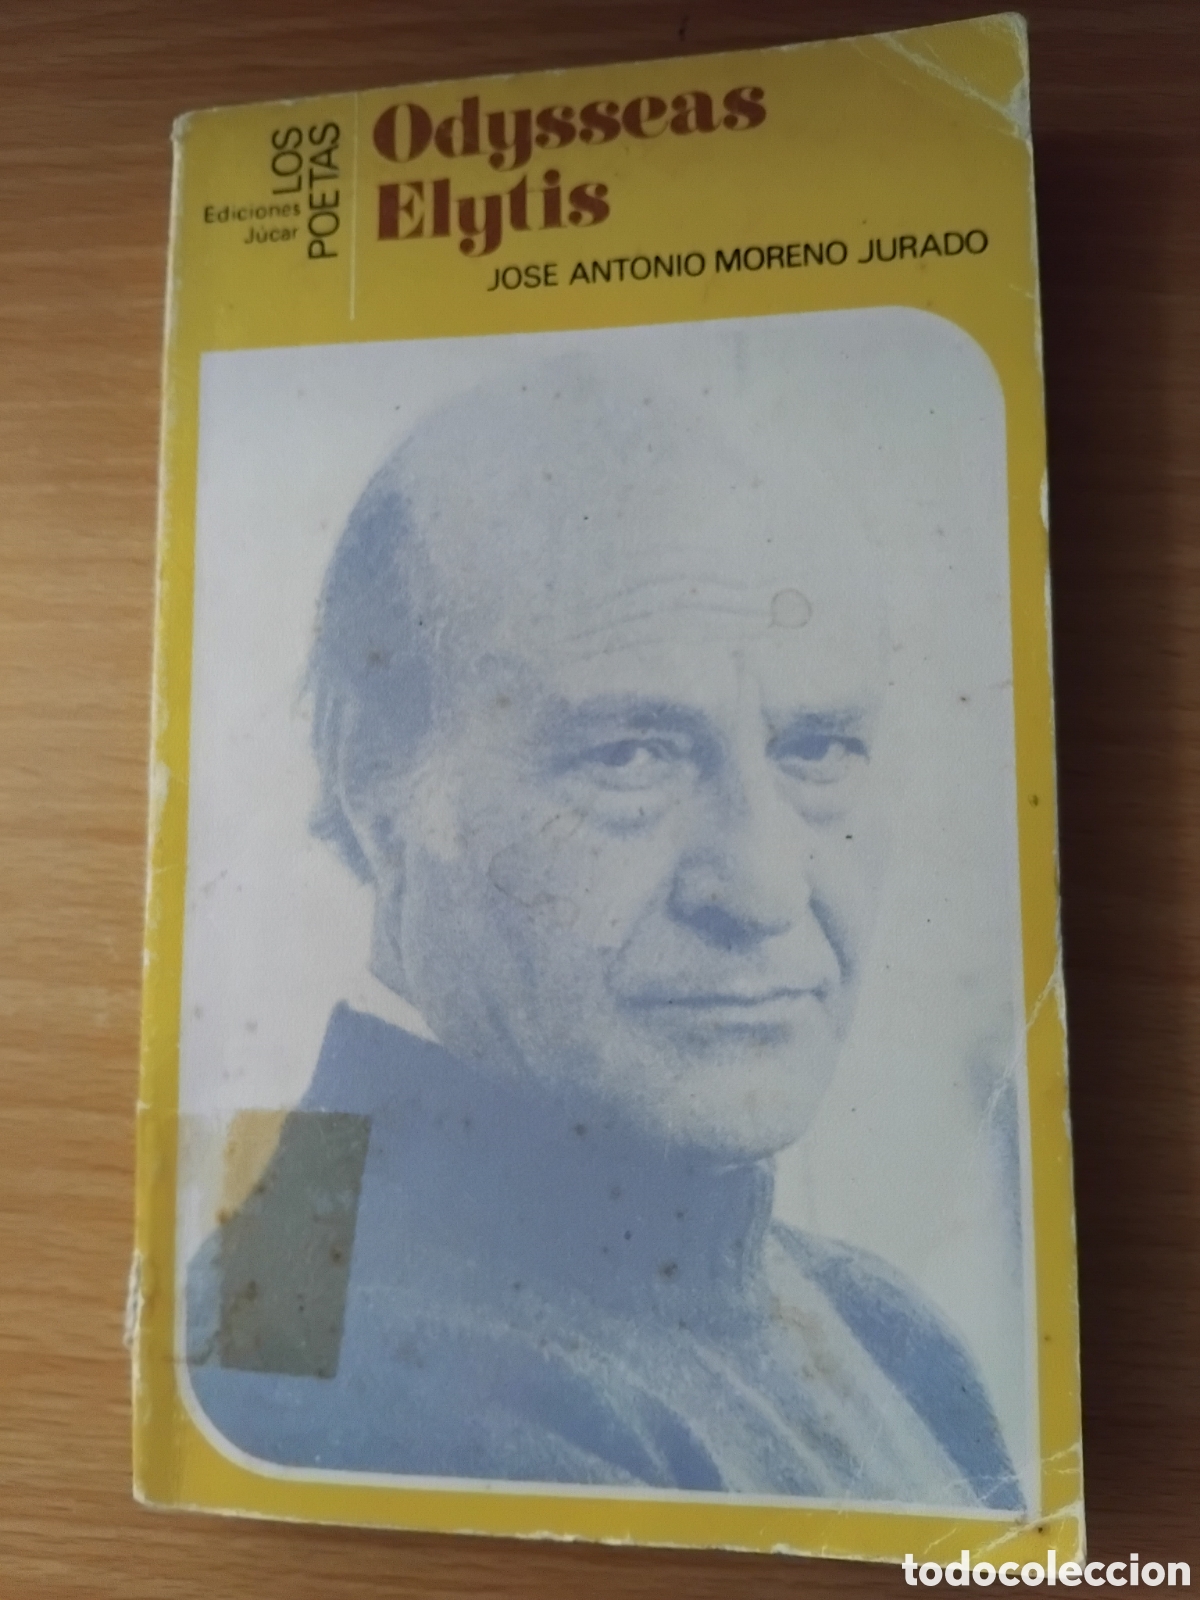 Ediciones
Júcar
LOS
POETAS
Odysseas
Elytis
JOSE ANTONIO MORENO JURADO
todocoleccion